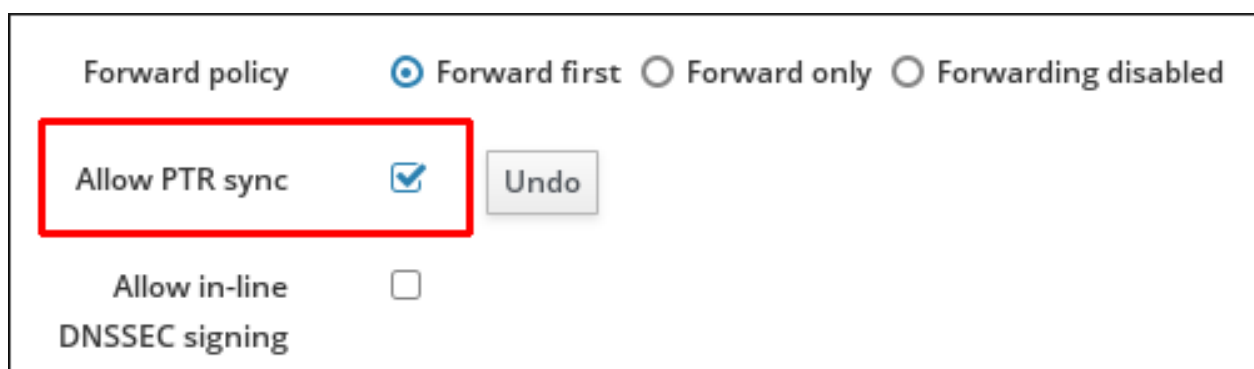 Forward policy Forward first Forward only Forwarding disabled
Allow PTR sync Undo
Allow in-line
DNSSEC signing